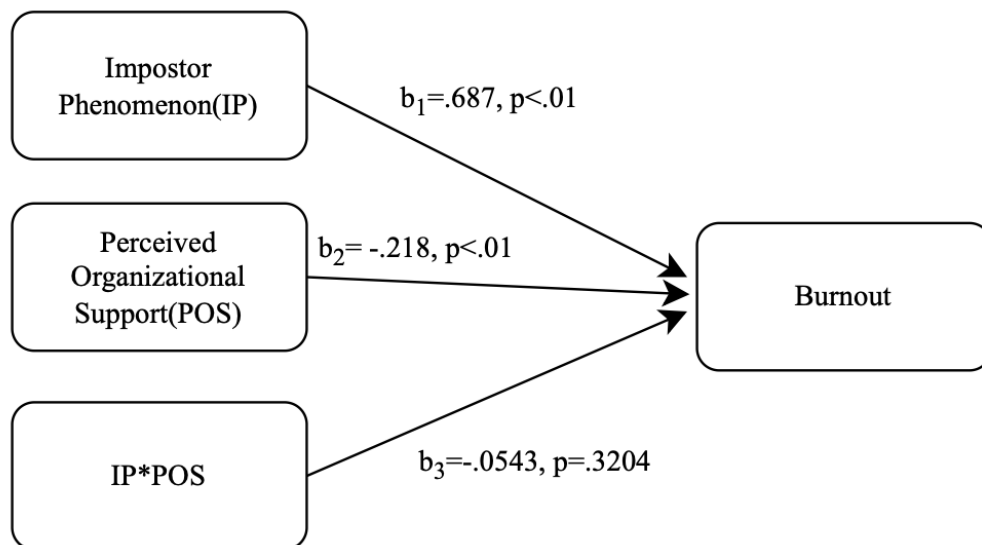 Impostor
Phenomenon(IP)
b₁=.687, p<.01
Perceived
Organizational
Support(POS)
b₂= -.218, p<.01
Burnout
IP*POS
b₃=-.0543, p=.3204